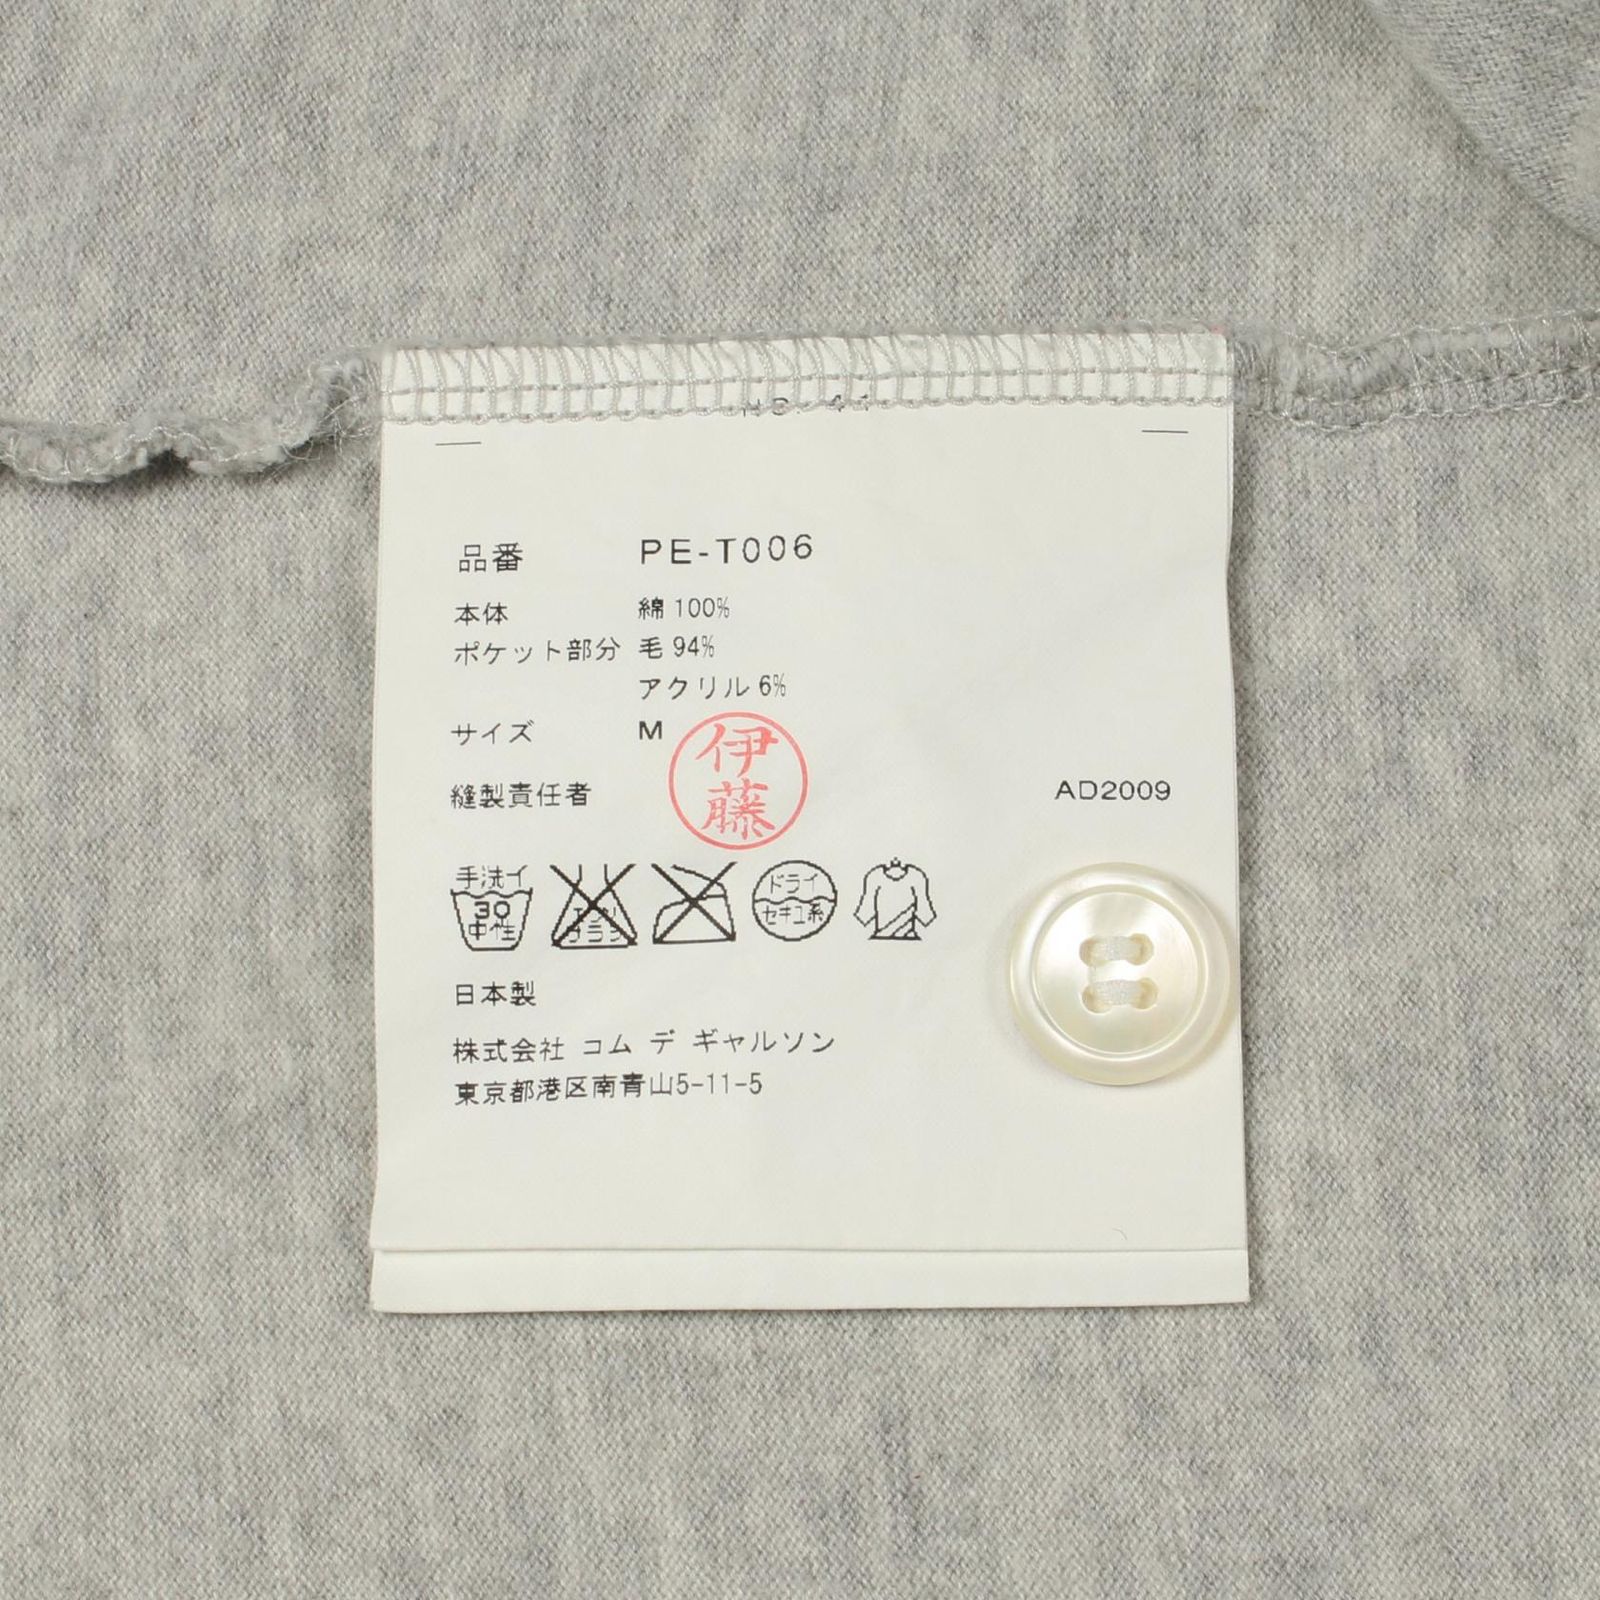 品番 PE-T006
本体 綿 100%
ポケット部分 毛 94%
アクリル 6%
サイズ M
伊藤
縫製責任者 AD2009
手洗イ 30 中性 ドライ セキユ系
日本製
株式会社 コム デ ギャルソン
東京都港区南青山5-11-5